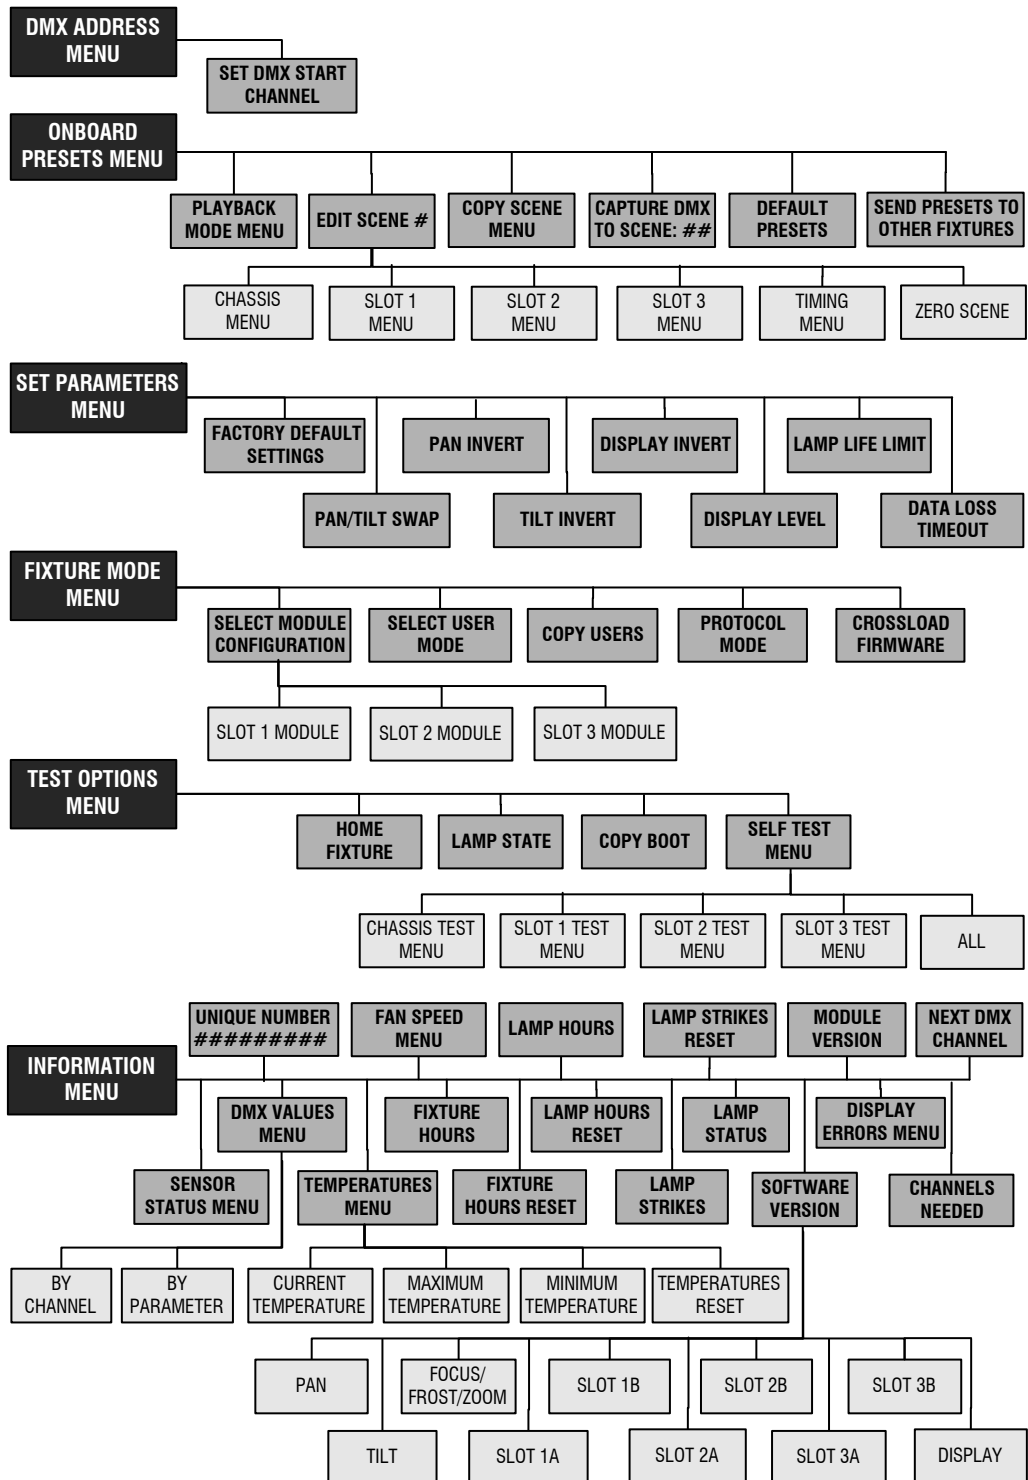 DMX ADDRESS
MENU
SET DMX START
CHANNEL
ONBOARD
PRESETS MENU
PLAYBACK
MODE MENU
EDIT SCENE #
COPY SCENE
MENU
CAPTURE DMX
TO SCENE: ##
DEFAULT
PRESETS
SEND PRESETS TO
OTHER FIXTURES
CHASSIS
MENU
SLOT 1
MENU
SLOT 2
MENU
SLOT 3
MENU
TIMING
MENU
ZERO SCENE
SET PARAMETERS
MENU
FACTORY DEFAULT
SETTINGS
PAN INVERT
DISPLAY INVERT
LAMP LIFE LIMIT
PAN/TILT SWAP
TILT INVERT
DISPLAY LEVEL
DATA LOSS
TIMEOUT
FIXTURE MODE
MENU
SELECT MODULE
CONFIGURATION
SELECT USER
MODE
COPY USERS
PROTOCOL
MODE
CROSSLOAD
FIRMWARE
SLOT 1 MODULE
SLOT 2 MODULE
SLOT 3 MODULE
TEST OPTIONS
MENU
HOME
FIXTURE
LAMP STATE
COPY BOOT
SELF TEST
MENU
CHASSIS TEST
MENU
SLOT 1 TEST
MENU
SLOT 2 TEST
MENU
SLOT 3 TEST
MENU
ALL
UNIQUE NUMBER
#########
FAN SPEED
MENU
LAMP HOURS
LAMP STRIKES
RESET
MODULE
VERSION
NEXT DMX
CHANNEL
INFORMATION
MENU
DMX VALUES
MENU
FIXTURE
HOURS
LAMP HOURS
RESET
LAMP
STATUS
DISPLAY
ERRORS MENU
SENSOR
STATUS MENU
TEMPERATURES
MENU
FIXTURE
HOURS RESET
LAMP
STRIKES
SOFTWARE
VERSION
CHANNELS
NEEDED
BY
CHANNEL
BY
PARAMETER
CURRENT
TEMPERATURE
MAXIMUM
TEMPERATURE
MINIMUM
TEMPERATURE
TEMPERATURES
RESET
PAN
FOCUS/
FROST/ZOOM
SLOT 1B
SLOT 2B
SLOT 3B
TILT
SLOT 1A
SLOT 2A
SLOT 3A
DISPLAY